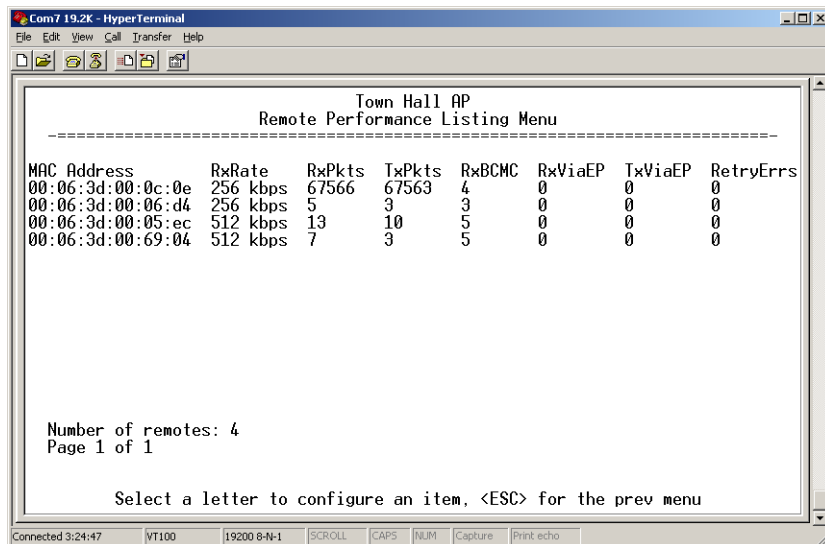 Com7 19.2K - HyperTerminal
File Edit View Call Transfer Help
Town Hall AP
Remote Performance Listing Menu
-==========================================================================-
MAC Address RxRate RxPkts TxPkts RxBCMC RxViaEP TxViaEP RetryErrs
00:06:3d:00:0c:0e 256 kbps 67566 67563 4 0 0 0
00:06:3d:00:06:d4 256 kbps 5 3 3 0 0 0
00:06:3d:00:05:ec 512 kbps 13 10 5 0 0 0
00:06:3d:00:69:04 512 kbps 7 3 5 0 0 0
Number of remotes: 4
Page 1 of 1
Select a letter to configure an item, <ESC> for the prev menu
Connected 3:24:47 VT100 19200 8-N-1 SCROLL CAPS NUM Capture Print echo